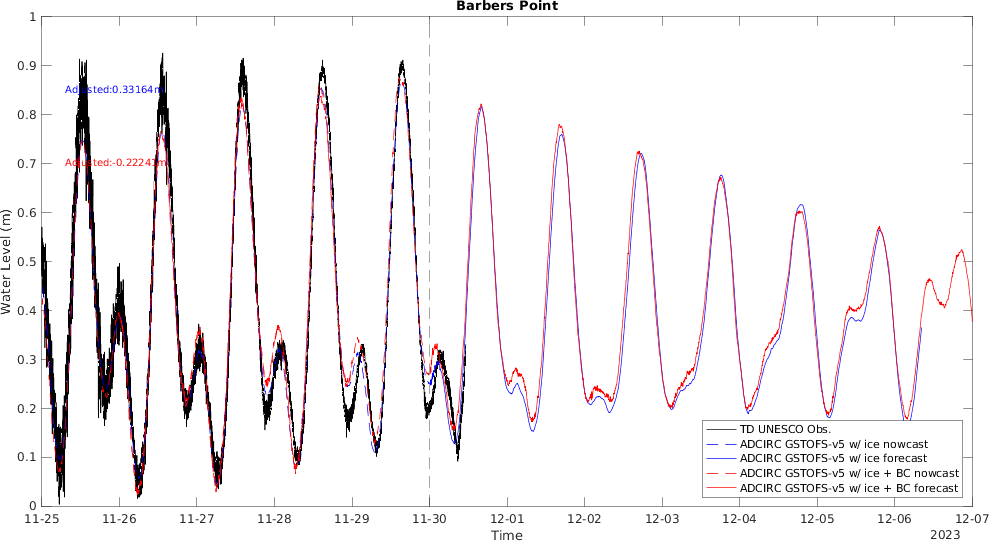 Barbers Point
Water Level (m)
1
0.9
0.8
0.7
0.6
0.5
0.4
0.3
0.2
0.1
0
Adjusted:0.33164m
Adjusted:-0.22241m
TD UNESCO Obs.
ADCIRC GSTOFS-v5 w/ ice nowcast
ADCIRC GSTOFS-v5 w/ ice forecast
ADCIRC GSTOFS-v5 w/ ice + BC nowcast
ADCIRC GSTOFS-v5 w/ ice + BC forecast
11-25 11-26 11-27 11-28 11-29 11-30 12-01 12-02 12-03 12-04 12-05 12-06 12-07
Time
2023